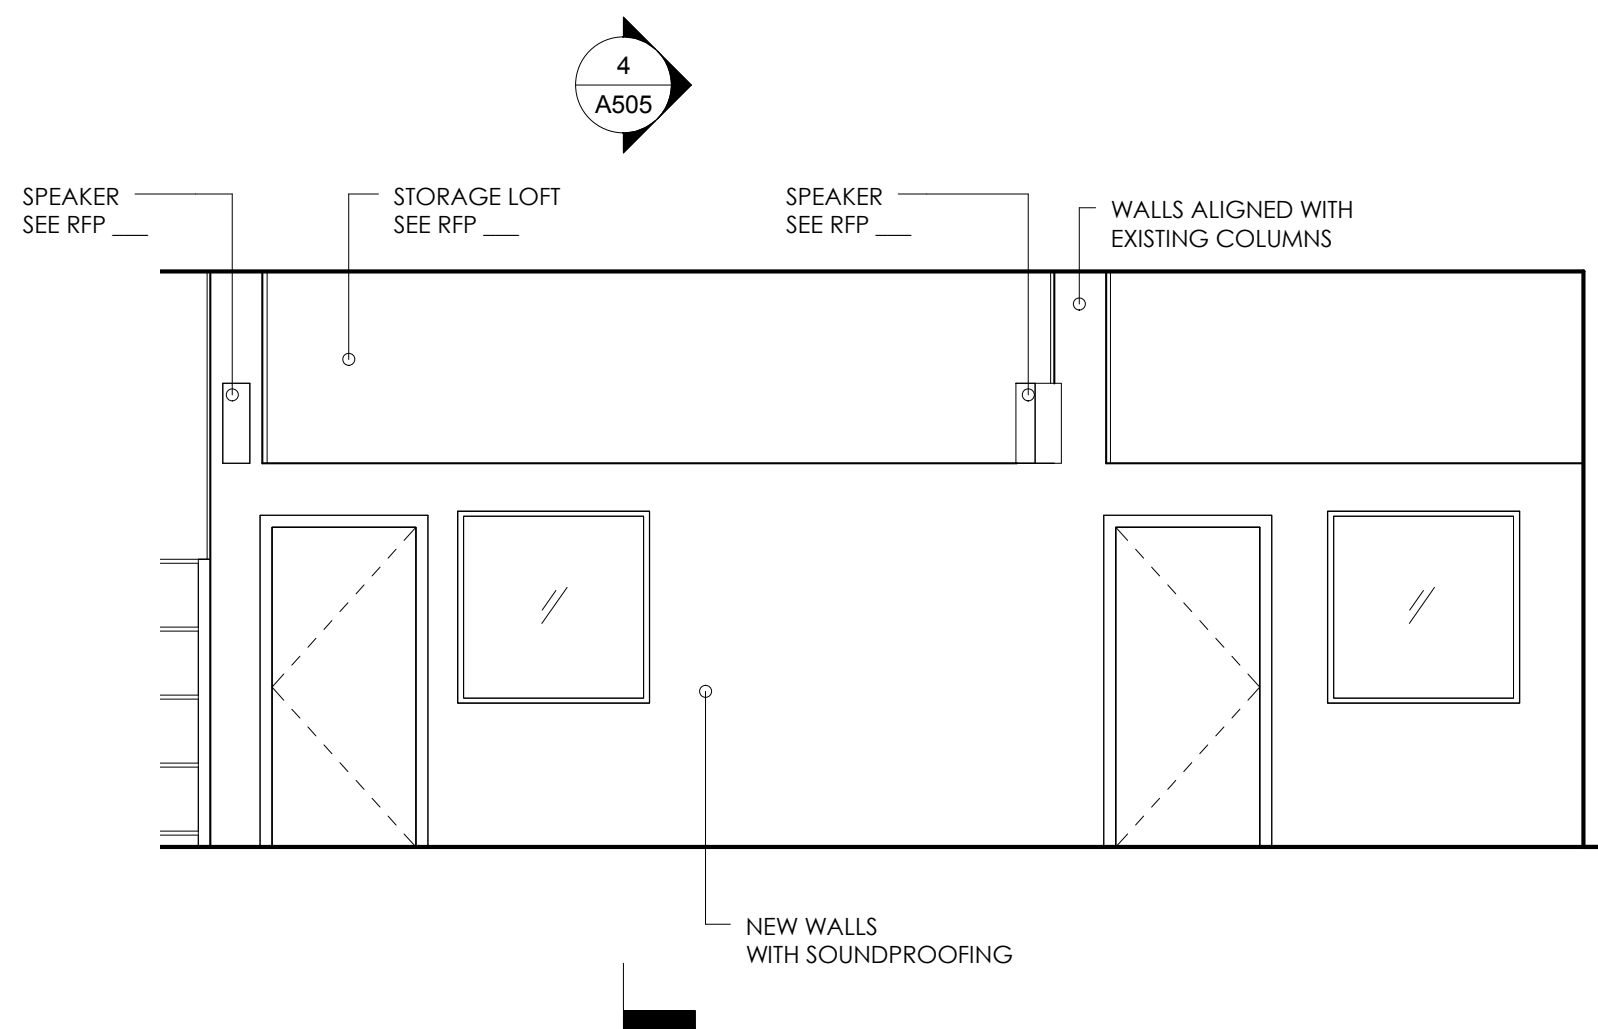 4
A505
SPEAKER
SEE RFP ___
STORAGE LOFT
SEE RFP ___
SPEAKER
SEE RFP ___
WALLS ALIGNED WITH
EXISTING COLUMNS
NEW WALLS
WITH SOUNDPROOFING